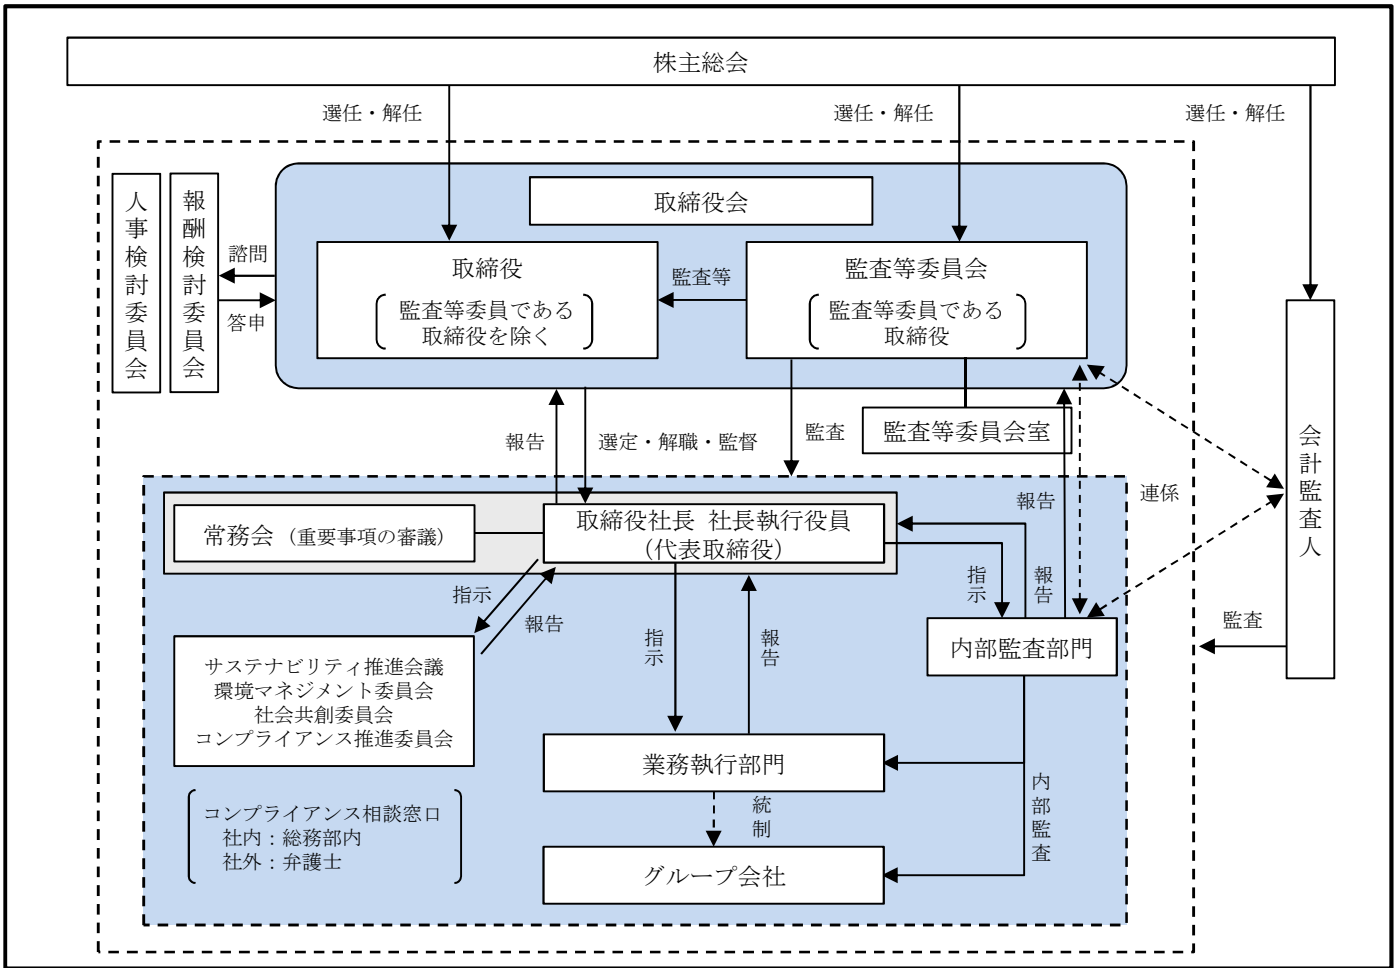 株主総会
選任・解任
選任・解任
選任・解任
人事検討委員会
報酬検討委員会
諮問
答申
取締役会
取締役
監査等委員である
取締役を除く
監査等
監査等委員会
監査等委員である
取締役
監査等委員会室
報告
選定・解職・監督
監査
報告
連係
会計監査人
監査
常務会（重要事項の審議）
取締役社長 社長執行役員
（代表取締役）
指示
報告
指示
報告
指示
報告
内部監査部門
サステナビリティ推進会議
環境マネジメント委員会
社会共創委員会
コンプライアンス推進委員会
業務執行部門
統制
内部監査
グループ会社
コンプライアンス相談窓口
社内：総務部内
社外：弁護士